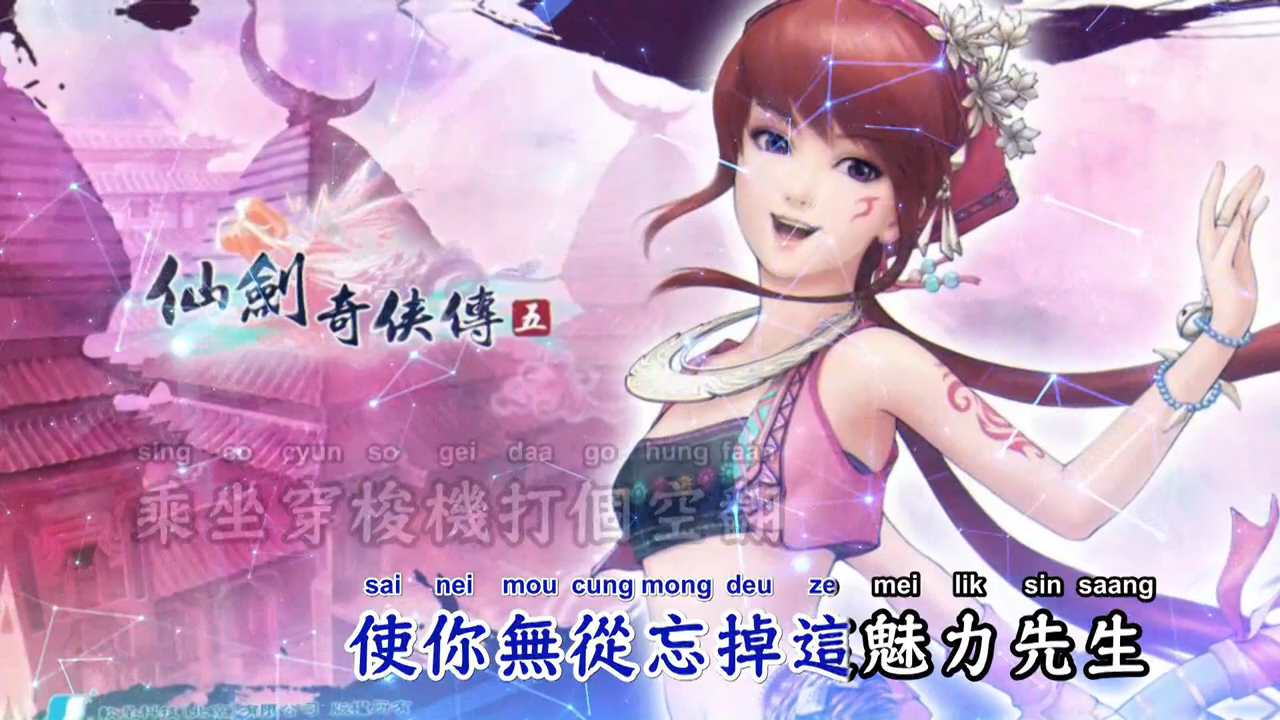 仙劍奇俠傳五
sing co cyun so gei daa go hung faan
乘坐穿梭機打個空翻
sai nei mou cung mong deu ze mei lik sin saang
使你無從忘掉這魅力先生